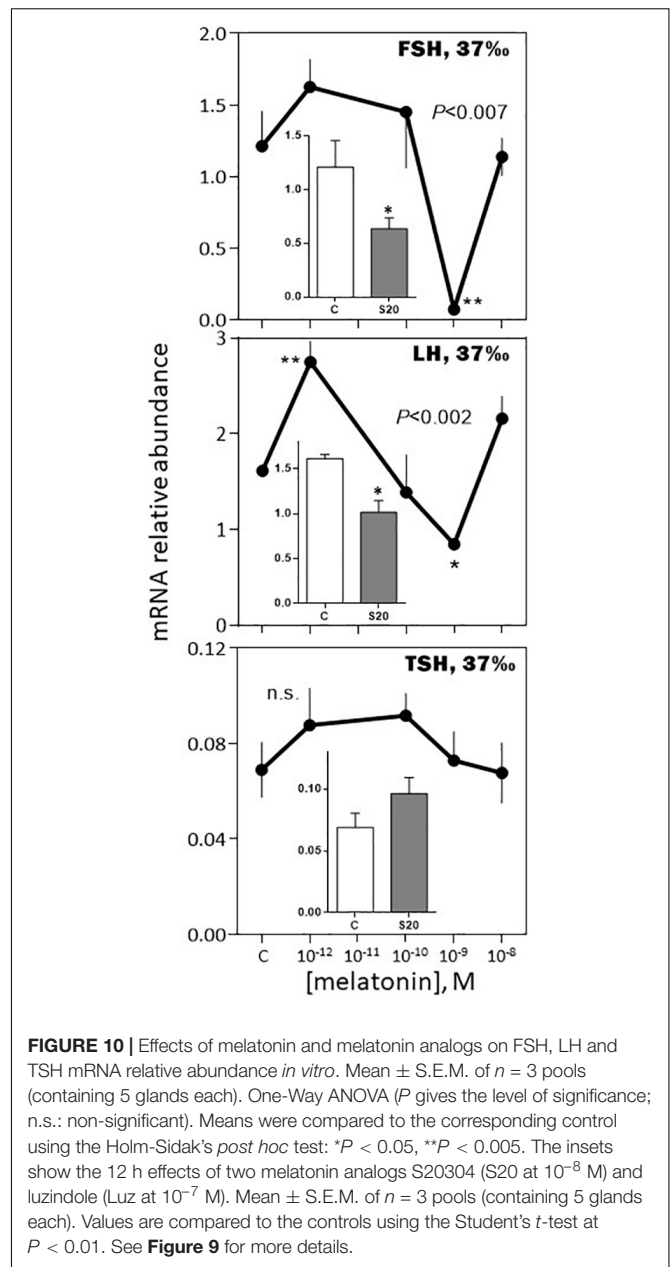 2.0
FSH, 37‰
1.5
P<0.007
1.0
0.5
0.0
1.5
1.0
0.5
0.0
*
C
S20
**
mRNA relative abundance
3
LH, 37‰
**
2
P<0.002
1
0
1.5
1.0
0.5
0.0
*
C
S20
*
0.12
TSH, 37‰
n.s.
0.08
0.04
0.00
0.10
0.05
0.00
C
S20
C
10⁻¹²
10⁻¹¹
10⁻¹⁰
10⁻⁹
10⁻⁸
[melatonin], M
FIGURE 10 | Effects of melatonin and melatonin analogs on FSH, LH and
TSH mRNA relative abundance in vitro. Mean ± S.E.M. of n = 3 pools
(containing 5 glands each). One-Way ANOVA (P gives the level of significance;
n.s.: non-significant). Means were compared to the corresponding control
using the Holm-Sidak's post hoc test: *P < 0.05, **P < 0.005. The insets
show the 12 h effects of two melatonin analogs S20304 (S20 at 10⁻⁸ M) and
luzindole (Luz at 10⁻⁷ M). Mean ± S.E.M. of n = 3 pools (containing 5 glands
each). Values are compared to the controls using the Student's t-test at
P < 0.01. See Figure 9 for more details.